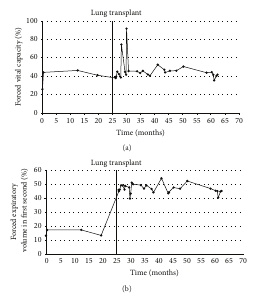 Lung transplant
Forced vital capacity (%)
100
80
60
40
20
0
0 5 10 15 20 25 30 35 40 45 50 55 60 65 70
Time (months)
(a)
Lung transplant
Forced expiratory
volume in first second (%)
60
50
40
30
20
10
0
0 5 10 15 20 25 30 35 40 45 50 55 60 65 70
Time (months)
(b)